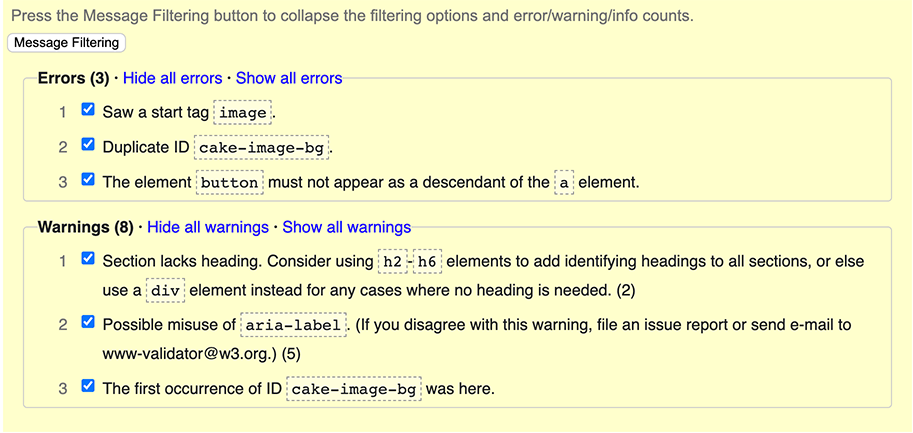 Press the Message Filtering button to collapse the filtering options and error/warning/info counts.
Message Filtering
Errors (3) · Hide all errors · Show all errors
1 Saw a start tag image.
2 Duplicate ID cake-image-bg.
3 The element button must not appear as a descendant of the a element.
Warnings (8) · Hide all warnings · Show all warnings
1 Section lacks heading. Consider using h2-h6 elements to add identifying headings to all sections, or else
use a div element instead for any cases where no heading is needed. (2)
2 Possible misuse of aria-label. (If you disagree with this warning, file an issue report or send e-mail to
www-validator@w3.org.) (5)
3 The first occurrence of ID cake-image-bg was here.